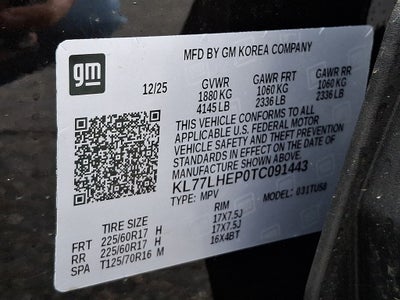 gm
MFD BY GM KOREA COMPANY
12/25 GVWR GAWR FRT GAWR RR
1880 KG 1060 KG 1060 KG
4145 LB 2336 LB 2336 LB
THIS VEHICLE CONFORMS TO ALL
APPLICABLE U.S. FEDERAL MOTOR
VEHICLE SAFETY AND THEFT PREVENTION
STANDARDS IN EFFECT ON THE DATE OF
MANUFACTURE SHOWN ABOVE.
KL77LHEP0TC091443
TYPE: MPV MODEL: 031TUS8
TIRE SIZE RIM
FRT 225/60R17 H 17X7.5J
RR 225/60R17 H 17X7.5J
SPA T125/70R16 M 16X4BT